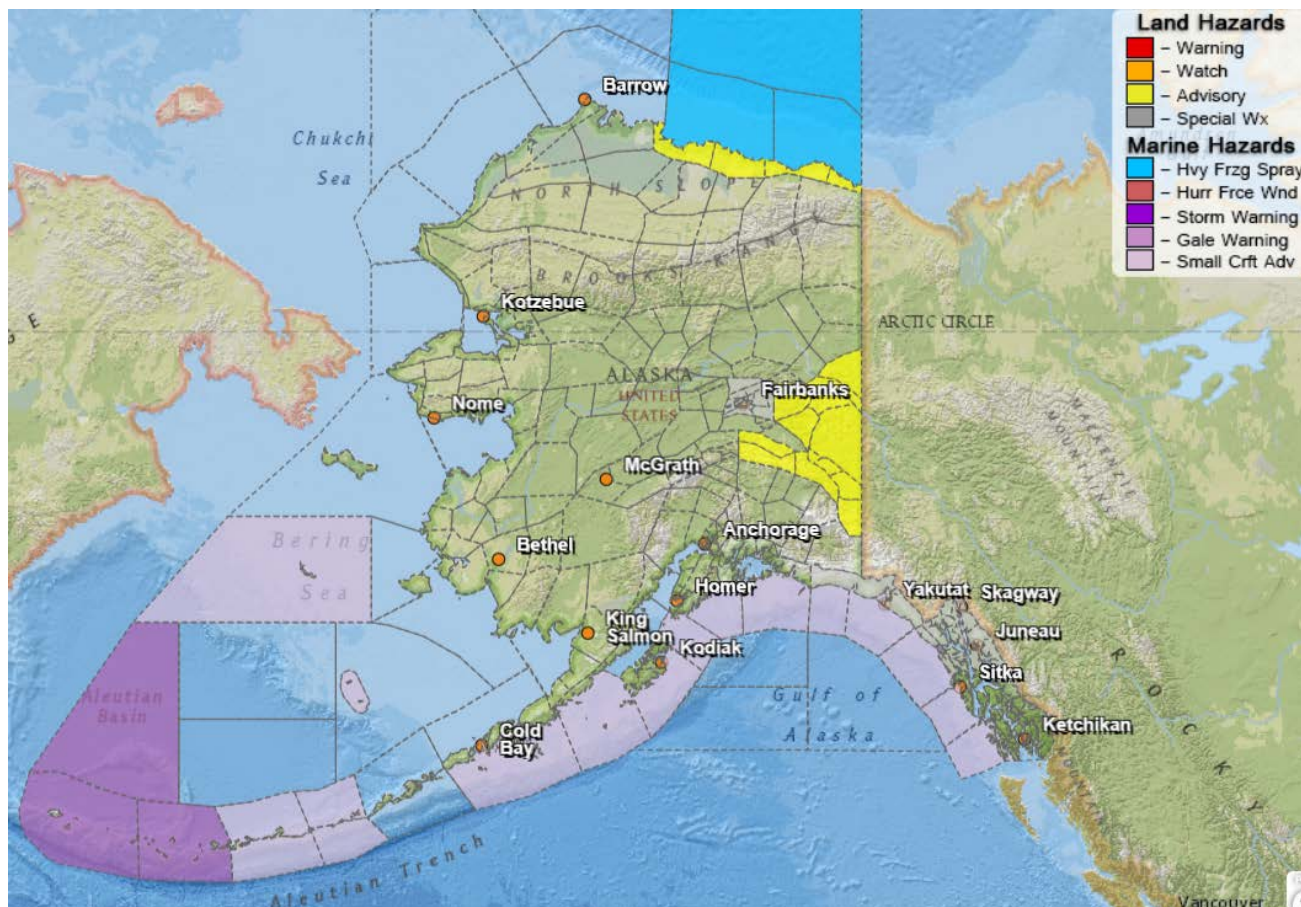 Land Hazards
– Warning
– Watch
– Advisory
– Special Wx
Marine Hazards
– Hvy Frzg Spray
– Hurr Frce Wnd
– Storm Warning
– Gale Warning
– Small Crft Adv
Barrow
Chukchi
Sea
NORTH SLOPE
BROOKS RANGE
Kotzebue
ARCTIC CIRCLE
ALASKA
UNITED
STATES
Fairbanks
Nome
MACKENZIE
MOUNTAIN
McGrath
Anchorage
Bering
Sea
Bethel
Homer
Yakutat
Skagway
King
Salmon
Juneau
Kodiak
Sitka
Aleutian
Basin
Gulf of
Alaska
Cold
Bay
Ketchikan
ROCKY
Aleutian Trench
Vancouver